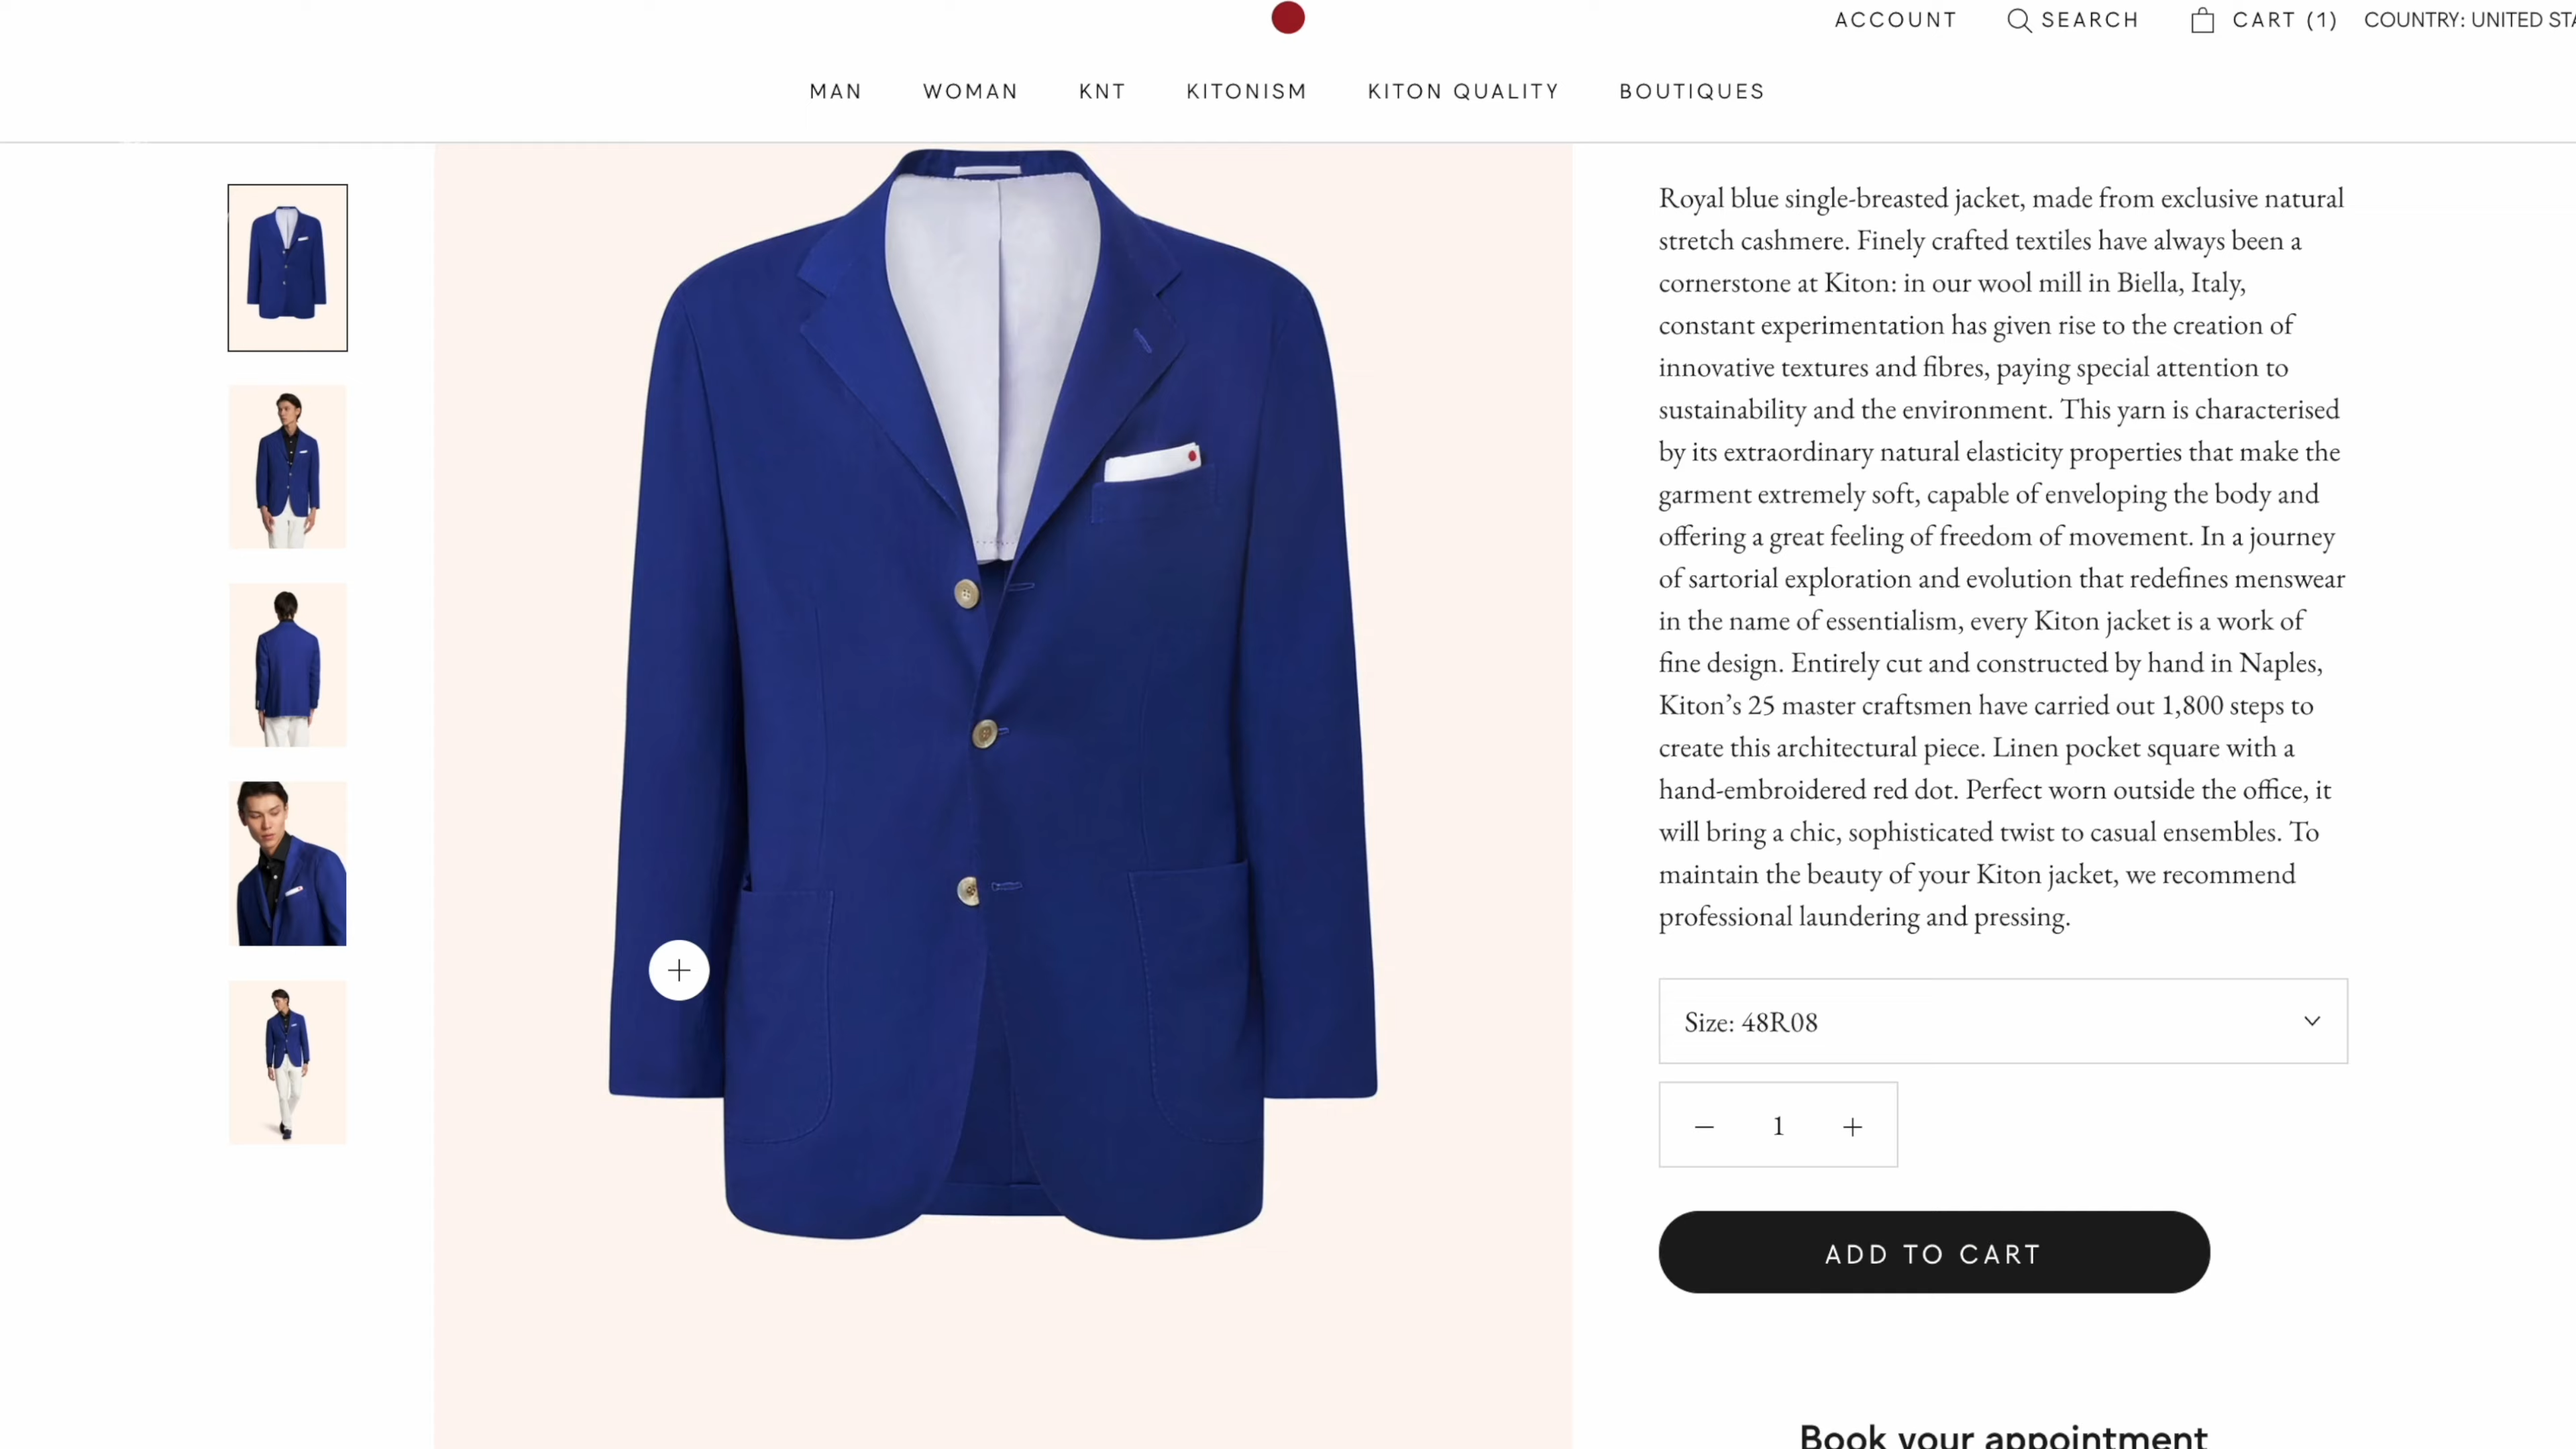 ACCOUNT
SEARCH
CART (1)
COUNTRY: UNITED STA
MAN
WOMAN
KNT
KITONISM
KITON QUALITY
BOUTIQUES
Royal blue single-breasted jacket, made from exclusive natural
stretch cashmere. Finely crafted textiles have always been a
cornerstone at Kiton: in our wool mill in Biella, Italy,
constant experimentation has given rise to the creation of
innovative textures and fibres, paying special attention to
sustainability and the environment. This yarn is characterised
by its extraordinary natural elasticity properties that make the
garment extremely soft, capable of enveloping the body and
offering a great feeling of freedom of movement. In a journey
of sartorial exploration and evolution that redefines menswear
in the name of essentialism, every Kiton jacket is a work of
fine design. Entirely cut and constructed by hand in Naples,
Kiton’s 25 master craftsmen have carried out 1,800 steps to
create this architectural piece. Linen pocket square with a
hand-embroidered red dot. Perfect worn outside the office, it
will bring a chic, sophisticated twist to casual ensembles. To
maintain the beauty of your Kiton jacket, we recommend
professional laundering and pressing.
Size: 48R08
1
ADD TO CART
Book your appointment